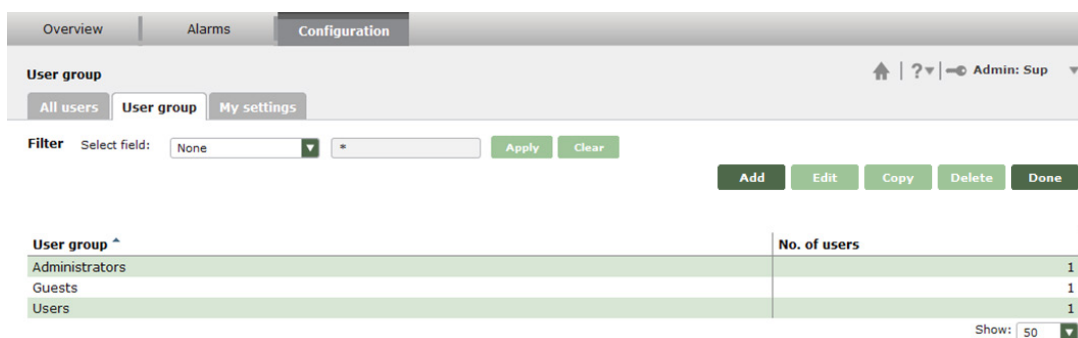 Overview Alarms Configuration
User group ? Admin: Sup
All users User group My settings
Filter Select field: None * Apply Clear
Add Edit Copy Delete Done
User group No. of users
Administrators 1
Guests 1
Users 1
Show: 50